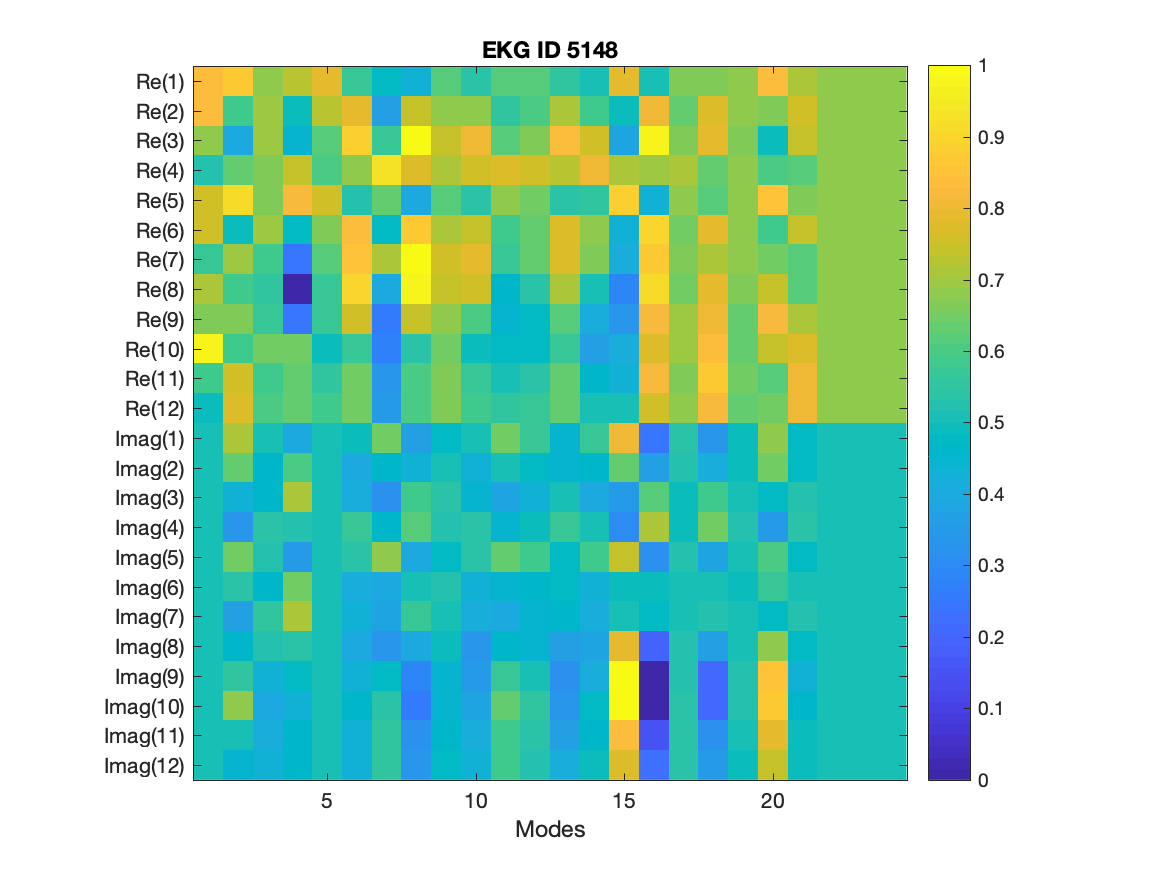 EKG ID 5148
Re(1)
Re(2)
Re(3)
Re(4)
Re(5)
Re(6)
Re(7)
Re(8)
Re(9)
Re(10)
Re(11)
Re(12)
Imag(1)
Imag(2)
Imag(3)
Imag(4)
Imag(5)
Imag(6)
Imag(7)
Imag(8)
Imag(9)
Imag(10)
Imag(11)
Imag(12)
5 10 15 20
Modes
1
0.9
0.8
0.7
0.6
0.5
0.4
0.3
0.2
0.1
0